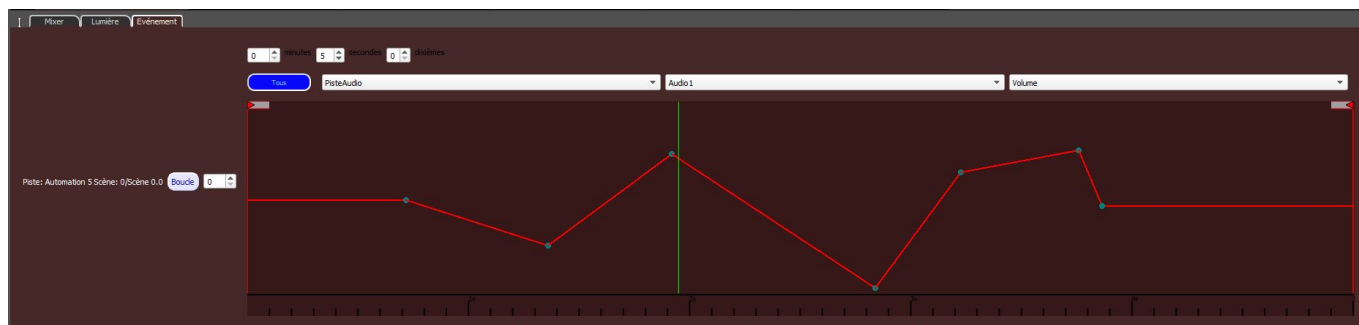 Mixer Lumière Evénement
0 minutes 5 secondes 0 dixièmes
Tous PisteAudio Audio1 Volume
Piste: Automation 5 Scène: 0/Scène 0.0 Boucle 0